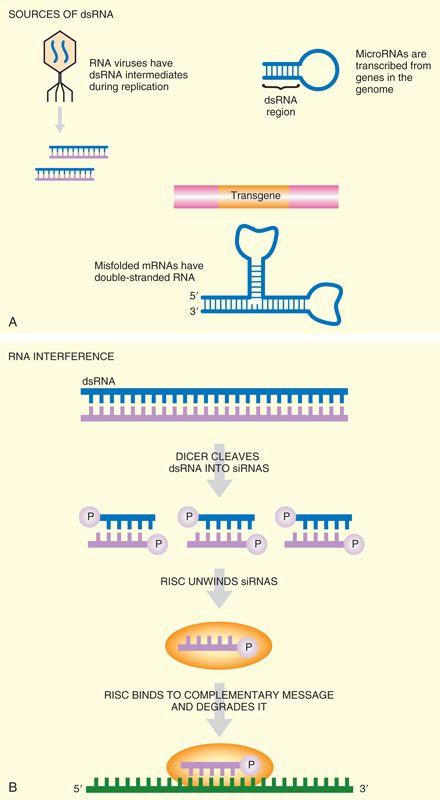 SOURCES OF dsRNA
RNA viruses have
dsRNA intermediates
during replication
MicroRNAs are
transcribed from
genes in the
genome
dsRNA
region
Transgene
Misfolded mRNAs have
double-stranded RNA
5′
3′
A
RNA INTERFERENCE
dsRNA
DICER CLEAVES
dsRNA INTO siRNAS
P P P
P P P
RISC UNWINDS siRNAS
P
RISC BINDS TO COMPLEMENTARY MESSAGE
AND DEGRADES IT
P
B 5′ 3′